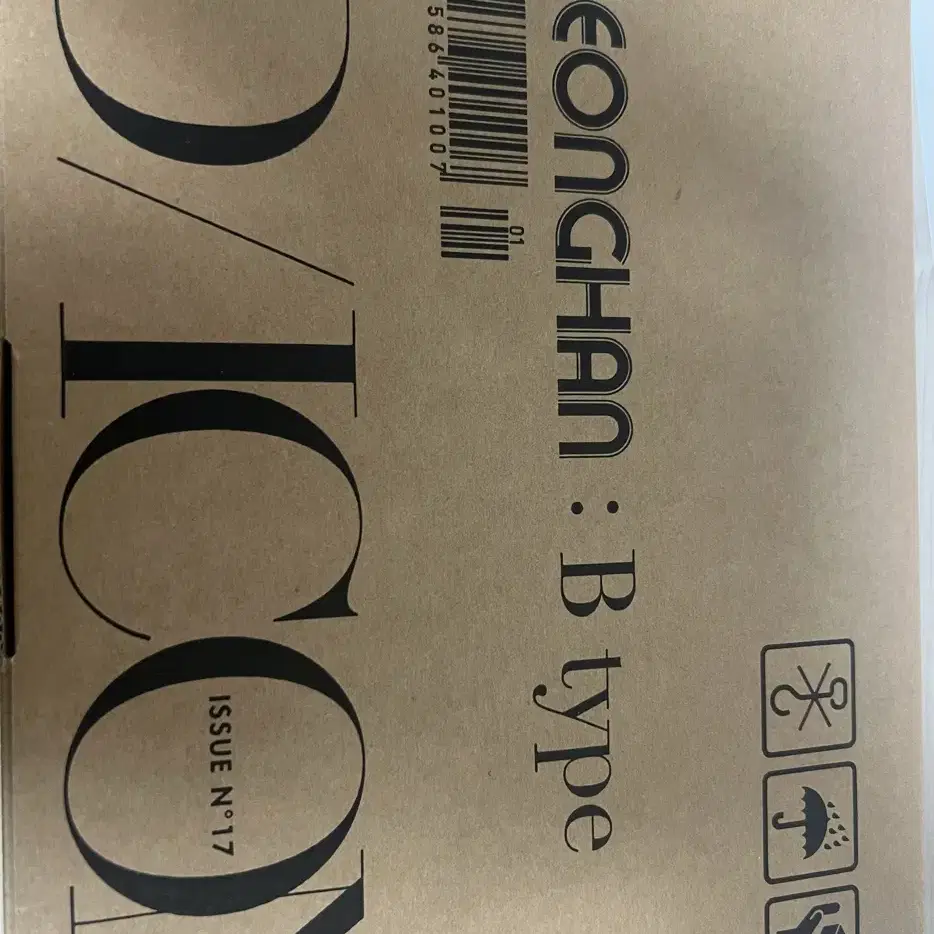 EONGHAN : B type
586401007
01
D/ICON
ISSUE N°17